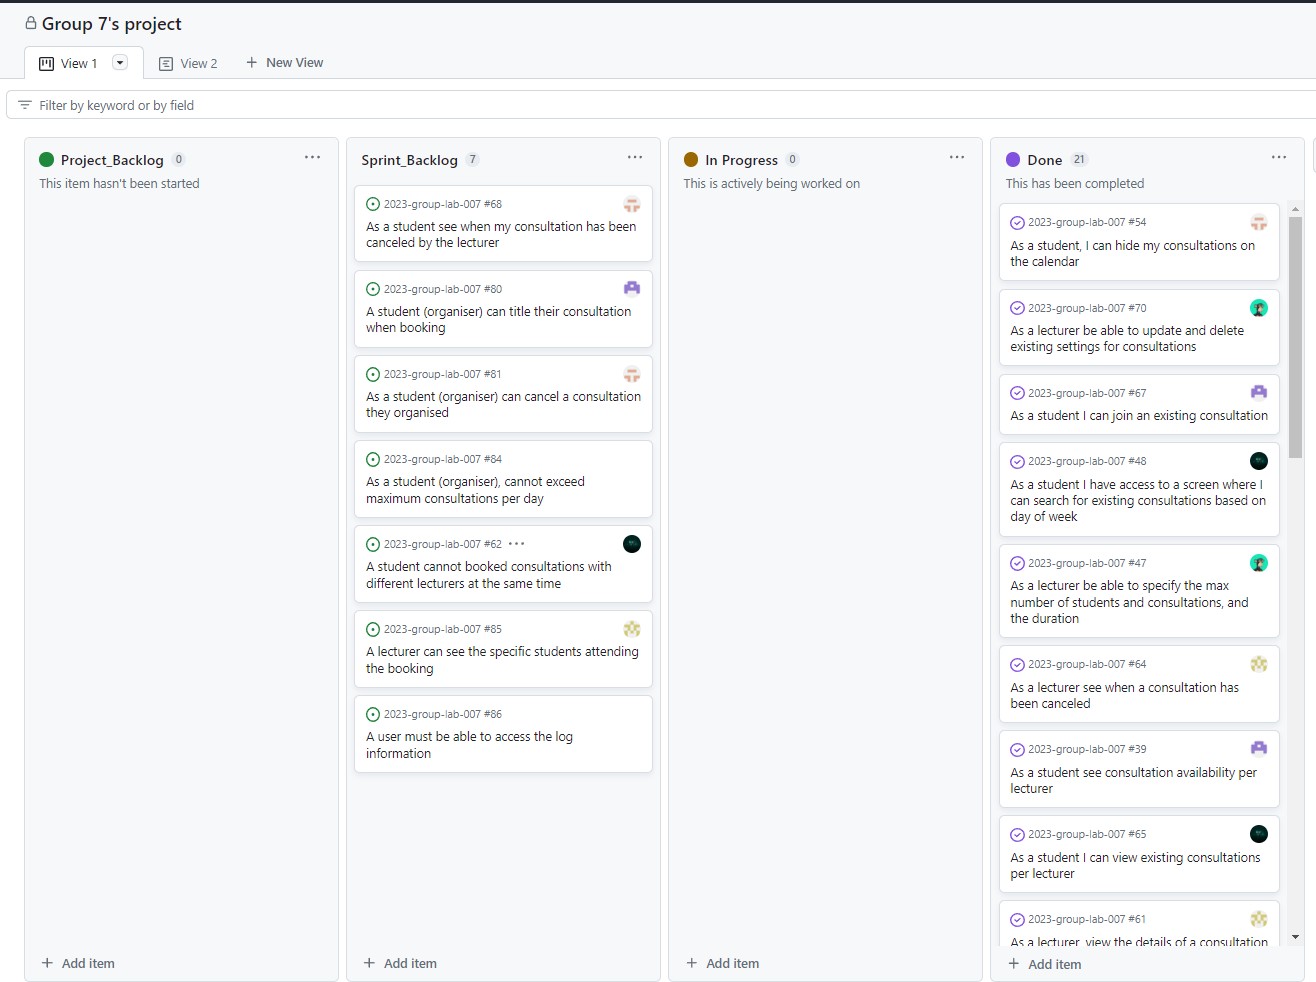 Group 7's project
View 1
View 2
New View
Filter by keyword or by field
Project_Backlog 0
This item hasn't been started
Add item
Sprint_Backlog 7
2023-group-lab-007 #68
As a student see when my consultation has been
canceled by the lecturer
2023-group-lab-007 #80
A student (organiser) can title their consultation
when booking
2023-group-lab-007 #81
As a student (organiser) can cancel a consultation
they organised
2023-group-lab-007 #84
As a student (organiser), cannot exceed
maximum consultations per day
2023-group-lab-007 #62
A student cannot booked consultations with
different lecturers at the same time
2023-group-lab-007 #85
A lecturer can see the specific students attending
the booking
2023-group-lab-007 #86
A user must be able to access the log
information
Add item
In Progress 0
This is actively being worked on
Add item
Done 21
This has been completed
2023-group-lab-007 #54
As a student, I can hide my consultations on
the calendar
2023-group-lab-007 #70
As a lecturer be able to update and delete
existing settings for consultations
2023-group-lab-007 #67
As a student I can join an existing consultation
2023-group-lab-007 #48
As a student I have access to a screen where I
can search for existing consultations based on
day of week
2023-group-lab-007 #47
As a lecturer be able to specify the max
number of students and consultations, and
the duration
2023-group-lab-007 #64
As a lecturer see when a consultation has
been canceled
2023-group-lab-007 #39
As a student see consultation availability per
lecturer
2023-group-lab-007 #65
As a student I can view existing consultations
per lecturer
2023-group-lab-007 #61
As a lecturer, view the details of a consultation
Add item